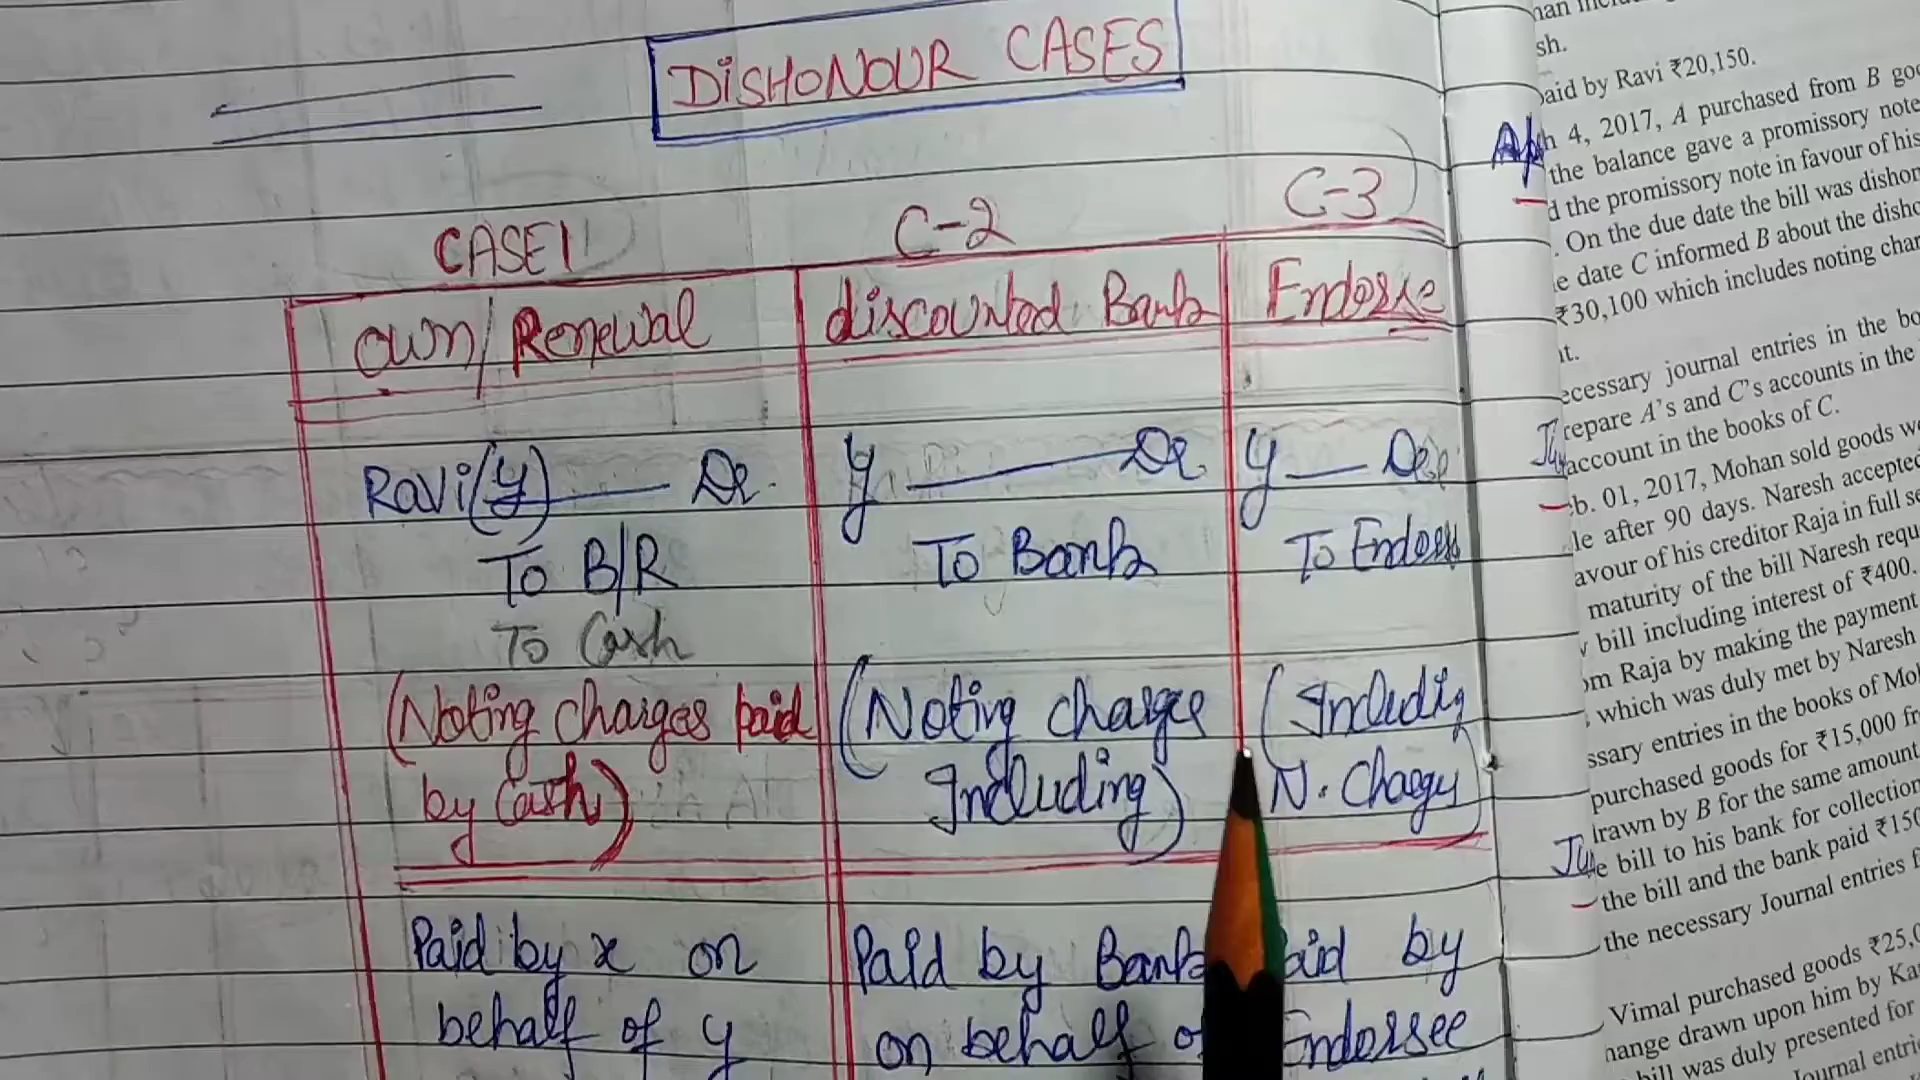 DISHONOUR CASES
CASE1
C-2
C-3
Own/Renewal
discounted Bank
Endorse
Ravi(y) Dr.
To B/R
To Cash
(Noting charges paid
by Cash)
y Dr
To Bank
(Noting charges
Including)
y Dr
To Endorse
(Including
N. Chargy
Paid by x on
behalf of y
Paid by Bank
on behalf o
aid by
Endorsee
sh.
paid by Ravi ₹20,150.
h 4, 2017, A purchased from B goo
the balance gave a promissory note
d the promissory note in favour of his
. On the due date the bill was dishon
e date C informed B about the disho
₹30,100 which includes noting char
it.
ecessary journal entries in the bo
repare A's and C's accounts in the
account in the books of C.
b. 01, 2017, Mohan sold goods wo
le after 90 days. Naresh accepted
avour of his creditor Raja in full se
maturity of the bill Naresh requ
v bill including interest of ₹400.
om Raja by making the payment
which was duly met by Naresh
ssary entries in the books of Moh
purchased goods for ₹15,000 fr
lrawn by B for the same amount
e bill to his bank for collection
the bill and the bank paid ₹150
the necessary Journal entries f
Vimal purchased goods ₹25,0
hange drawn upon him by Ka
bill was duly presented for
Journal entri